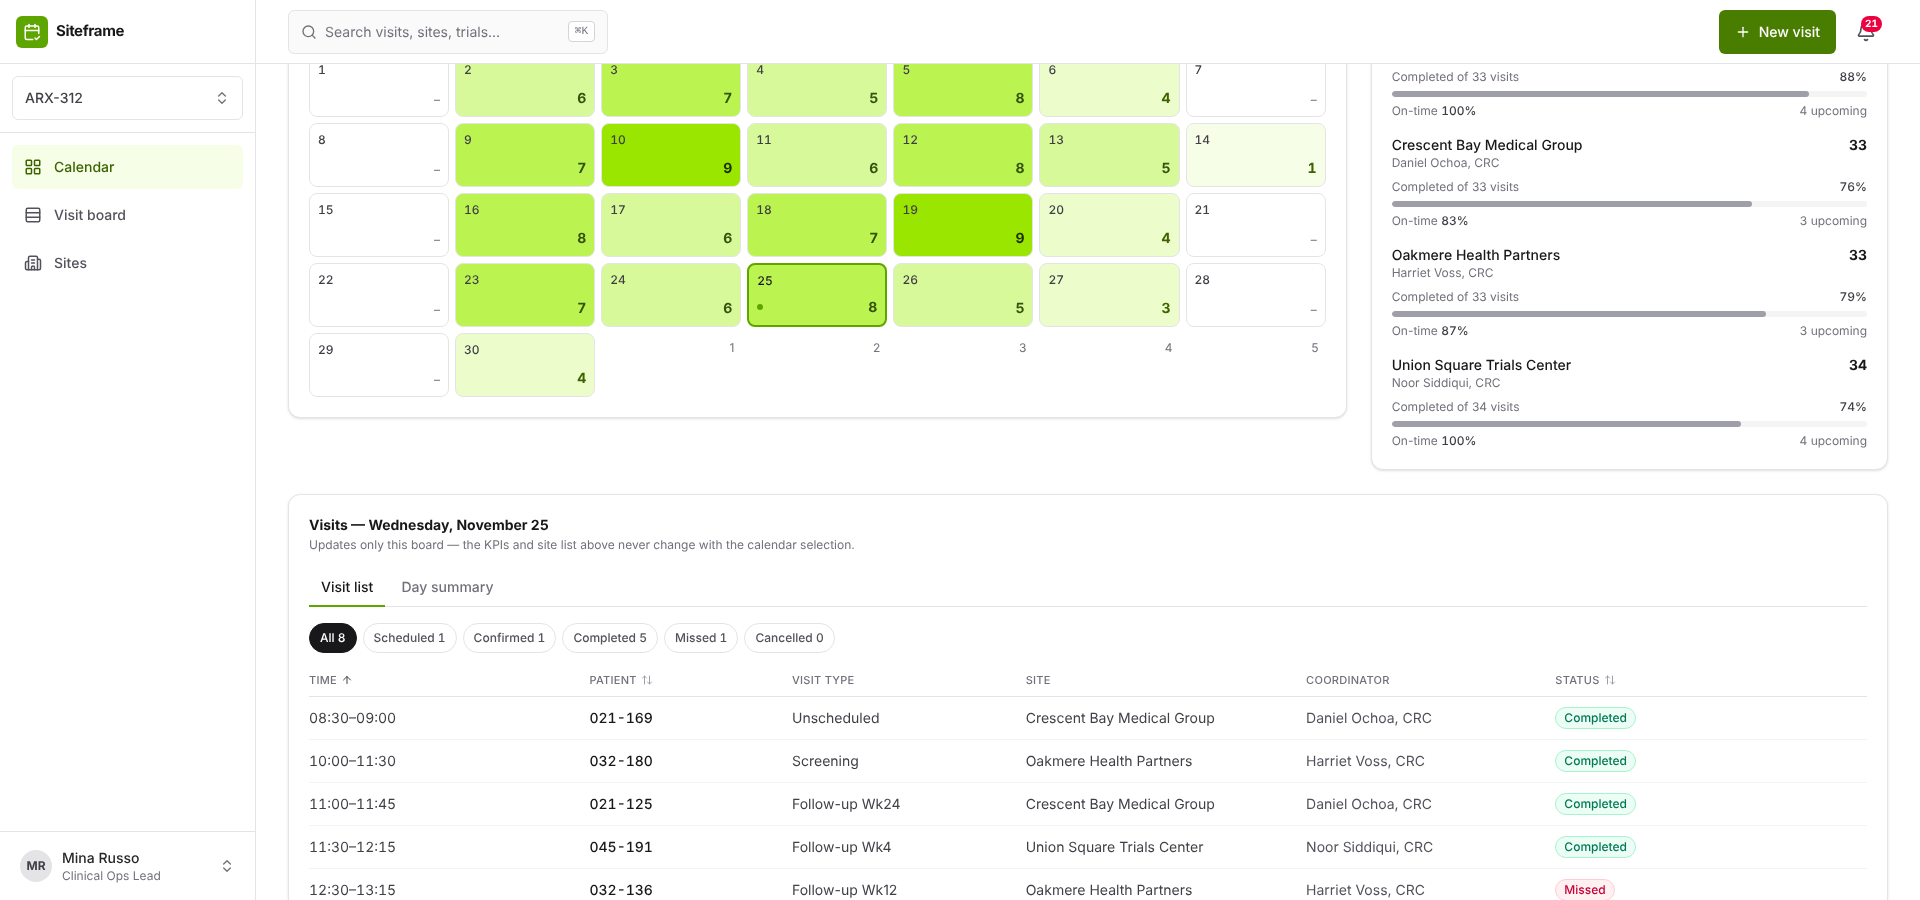 Siteframe
Search visits, sites, trials...
⌘K
New visit
21
ARX-312
Calendar
Visit board
Sites
1 2 3 4 5 6 7
– 6 7 5 8 4 –
8 9 10 11 12 13 14
– 7 9 6 8 5 1
15 16 17 18 19 20 21
– 8 6 7 9 4 –
22 23 24 25 26 27 28
– 7 6 8 5 3 –
29 30 1 2 3 4 5
– 4
Completed of 33 visits 88%
On-time 100% 4 upcoming
Crescent Bay Medical Group 33
Daniel Ochoa, CRC
Completed of 33 visits 76%
On-time 83% 3 upcoming
Oakmere Health Partners 33
Harriet Voss, CRC
Completed of 33 visits 79%
On-time 87% 3 upcoming
Union Square Trials Center 34
Noor Siddiqui, CRC
Completed of 34 visits 74%
On-time 100% 4 upcoming
Visits — Wednesday, November 25
Updates only this board — the KPIs and site list above never change with the calendar selection.
Visit list Day summary
All 8 Scheduled 1 Confirmed 1 Completed 5 Missed 1 Cancelled 0
TIME PATIENT VISIT TYPE SITE COORDINATOR STATUS
08:30–09:00 021-169 Unscheduled Crescent Bay Medical Group Daniel Ochoa, CRC Completed
10:00–11:30 032-180 Screening Oakmere Health Partners Harriet Voss, CRC Completed
11:00–11:45 021-125 Follow-up Wk24 Crescent Bay Medical Group Daniel Ochoa, CRC Completed
11:30–12:15 045-191 Follow-up Wk4 Union Square Trials Center Noor Siddiqui, CRC Completed
12:30–13:15 032-136 Follow-up Wk12 Oakmere Health Partners Harriet Voss, CRC Missed
MR
Mina Russo
Clinical Ops Lead